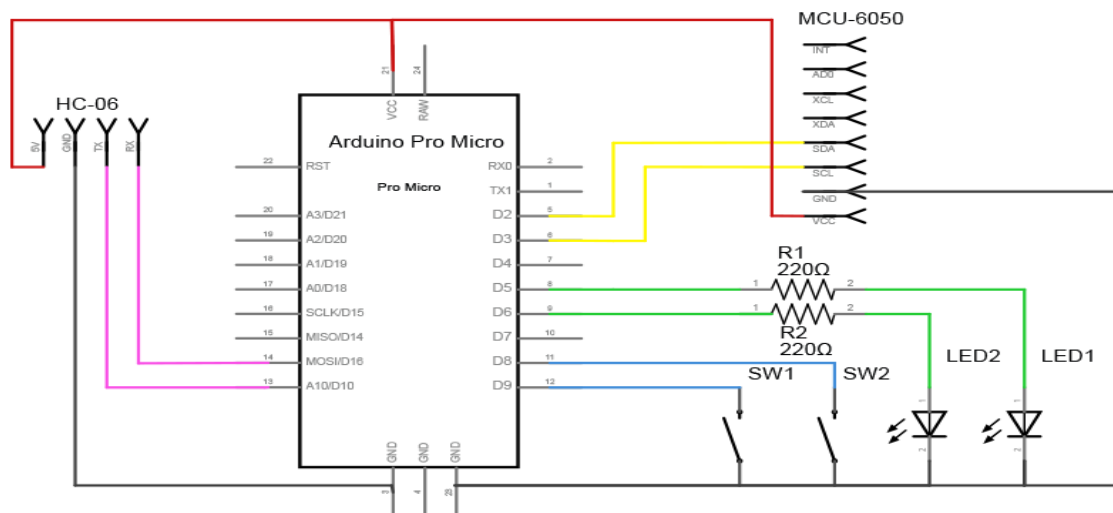 MCU-6050
INT
AD0
XCL
XDA
SDA
SCL
GND
VCC
HC-06
5V
GND
TX
RX
21
24
VCC
RAW
Arduino Pro Micro
Pro Micro
22
RST
20
A3/D21
19
A2/D20
18
A1/D19
17
A0/D18
16
SCLK/D15
15
MISO/D14
14
MOSI/D16
13
A10/D10
RX0
2
TX1
1
D2
5
D3
6
D4
7
D5
8
D6
9
D7
10
D8
11
D9
12
GND
GND
GND
3
4
23
R1
220Ω
1
2
1
2
R2
220Ω
LED2
LED1
SW1
SW2
1
2
1
2